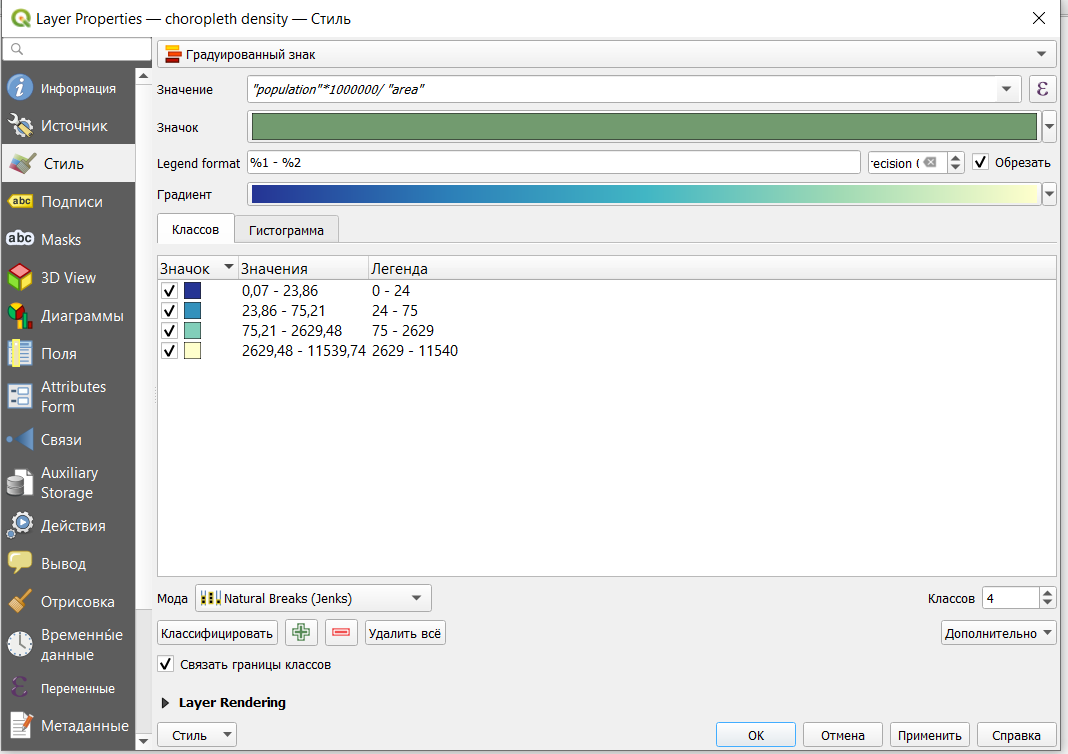 Layer Properties — choropleth density — Стиль
Градуированный знак
Информация
Значение "population"*1000000/ "area" ε
Источник
Значок
Стиль
Legend format %1 - %2 Обрезать
Подписи
Градиент
Masks
Классов Гистограмма
3D View
Значок Значения Легенда
0,07 - 23,86 0 - 24
23,86 - 75,21 24 - 75
75,21 - 2629,48 75 - 2629
2629,48 - 11539,74 2629 - 11540
Диаграммы
Поля
Attributes
Form
Связи
Auxiliary
Storage
Действия
Вывод
Отрисовка
Временны́е
данные
Переменные
Метаданные
Мода Natural Breaks (Jenks) Классов 4
Классифицировать Удалить всё Дополнительно
Связать границы классов
Layer Rendering
Стиль ОК Отмена Применить Справка